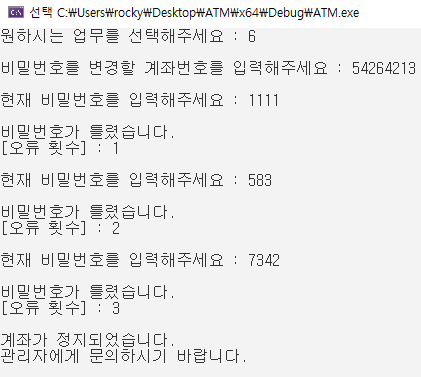 선택 C:₩Users₩rocky₩Desktop₩ATM₩x64₩Debug₩ATM.exe
원하시는 업무를 선택해주세요 : 6
비밀번호를 변경할 계좌번호를 입력해주세요 : 54264213
현재 비밀번호를 입력해주세요 : 1111
비밀번호가 틀렸습니다.
[오류 횟수] : 1
현재 비밀번호를 입력해주세요 : 583
비밀번호가 틀렸습니다.
[오류 횟수] : 2
현재 비밀번호를 입력해주세요 : 7342
비밀번호가 틀렸습니다.
[오류 횟수] : 3
계좌가 정지되었습니다.
관리자에게 문의하시기 바랍니다.